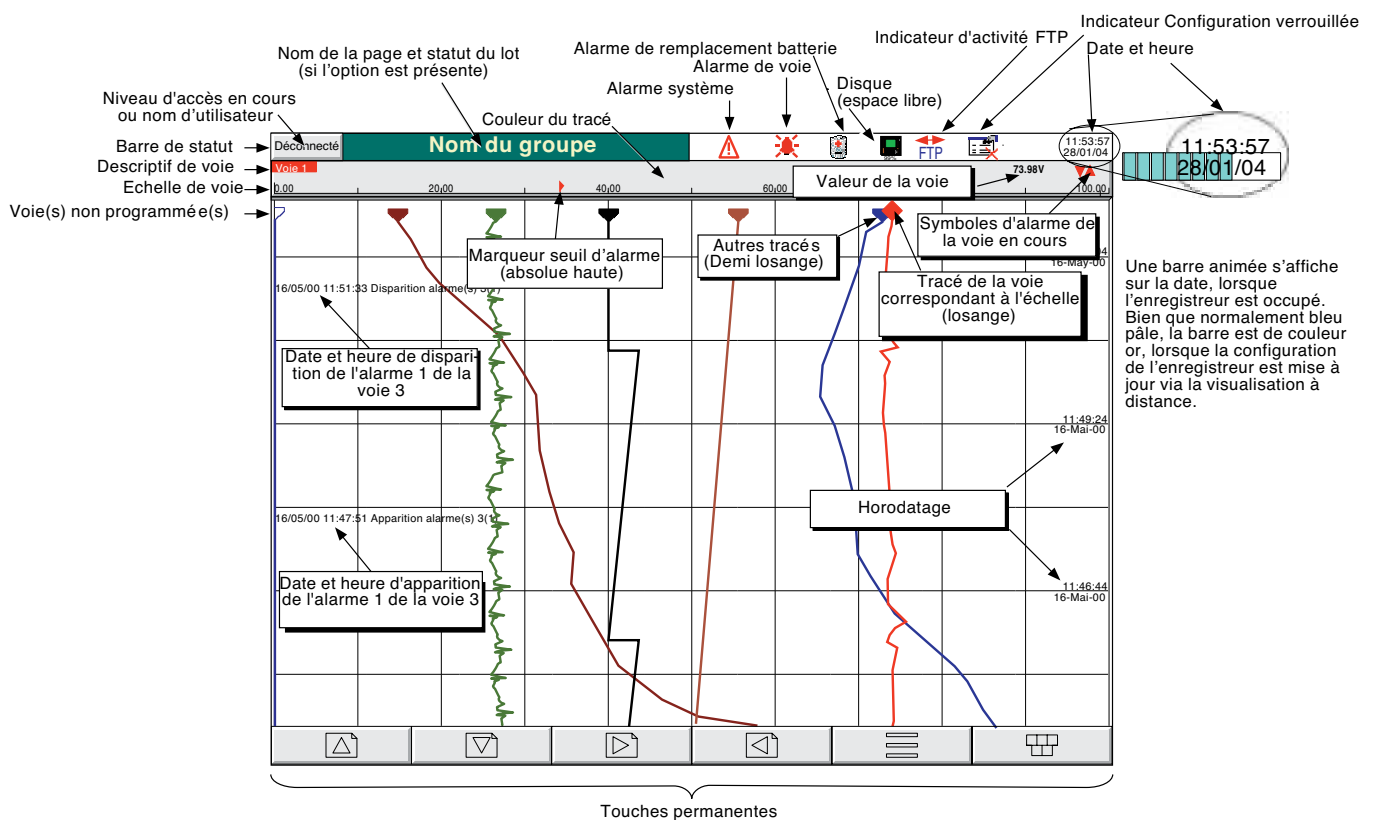 Indicateur Configuration verrouillée
Indicateur d'activité FTP
Date et heure
Alarme de remplacement batterie
Nom de la page et statut du lot
(si l'option est présente)
Alarme de voie
Disque
(espace libre)
Alarme système
Niveau d'accès en cours
ou nom d'utilisateur
Couleur du tracé
Barre de statut
Déconnecté
Nom du groupe
FTP
11:53:57
28/01/04
11:53:57
28/01/04
Descriptif de voie
Voie 1
73.98V
Valeur de la voie
Echelle de voie
0.00
20,00
40,00
60,00
100.00
Voie(s) non programmée(s)
Marqueur seuil d'alarme
(absolue haute)
Autres tracés
(Demi losange)
Symboles d'alarme de
la voie en cours
4
16-May-00
Tracé de la voie
correspondant à l'échelle
(losange)
Une barre animée s'affiche
sur la date, lorsque
l'enregistreur est occupé.
Bien que normalement bleu
pâle, la barre est de couleur
or, lorsque la configuration
de l'enregistreur est mise à
jour via la visualisation à
distance.
16/05/00 11:51:33 Disparition alarme(s) 3(1)
Date et heure de dispari-
tion de l'alarme 1 de la
voie 3
11:49:24
16-Mai-00
Horodatage
16/05/00 11:47:51 Apparition alarme(s) 3(1)
Date et heure d'apparition
de l'alarme 1 de la voie 3
11:46:44
16-Mai-00
Touches permanentes